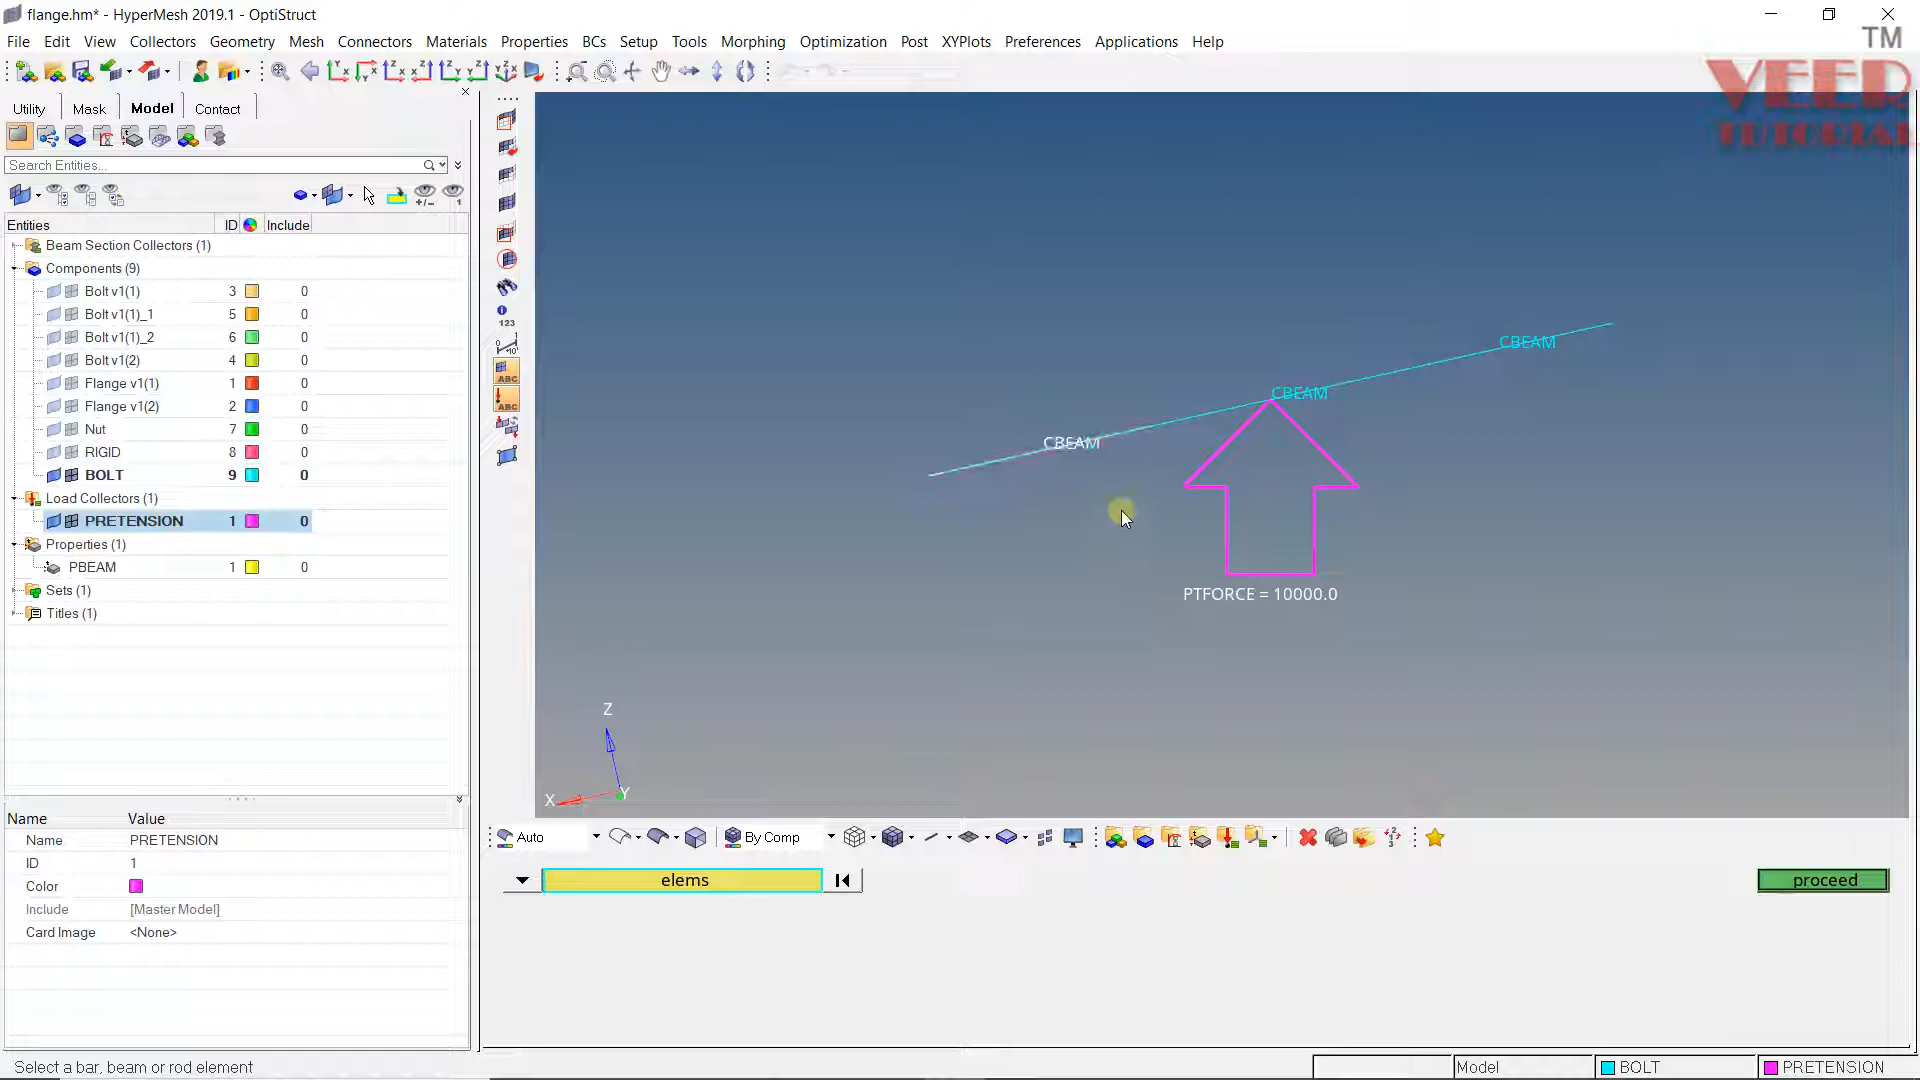 flange.hm* - HyperMesh 2019.1 - OptiStruct
File Edit View Collectors Geometry Mesh Connectors Materials Properties BCs Setup Tools Morphing Optimization Post XYPlots Preferences Applications Help
TM
VEER
TUTORIAL
Utility Mask Model Contact
Search Entities...
Entities ID Include
Beam Section Collectors (1)
Components (9)
Bolt v1(1) 3 0
Bolt v1(1)_1 5 0
Bolt v1(1)_2 6 0
Bolt v1(2) 4 0
Flange v1(1) 1 0
Flange v1(2) 2 0
Nut 7 0
RIGID 8 0
BOLT 9 0
Load Collectors (1)
PRETENSION 1 0
Properties (1)
PBEAM 1 0
Sets (1)
Titles (1)
123
ABC
ABC
CBEAM
CBEAM
CBEAM
PTFORCE = 10000.0
Z
X Y
Name Value
Name PRETENSION
ID 1
Color
Include [Master Model]
Card Image <None>
Auto By Comp
elems proceed
Select a bar, beam or rod element Model BOLT PRETENSION